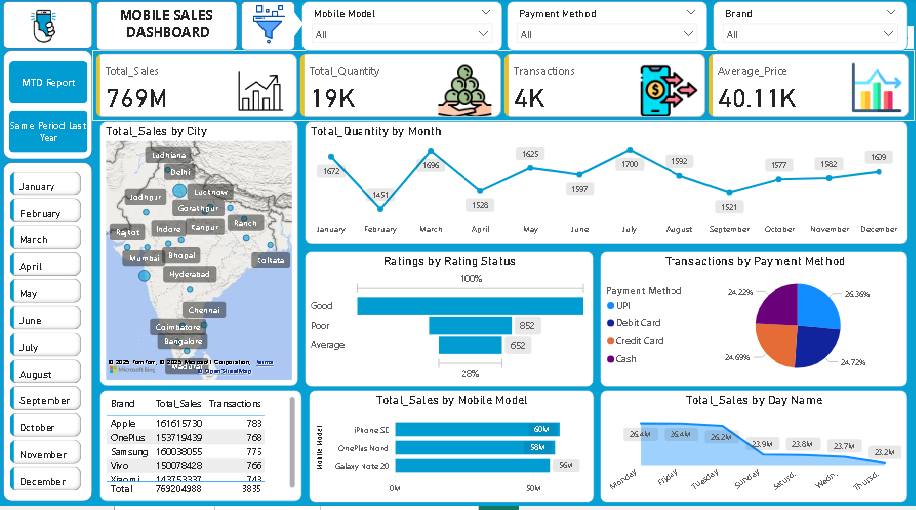 MOBILE SALES
DASHBOARD
Mobile Model
All
Payment Method
All
Brand
All
MTD Report
Same Period Last
Year
Total_Sales
769M
Total_Quantity
19K
Transactions
4K
Average_Price
40.11K
January
February
March
April
May
June
July
August
September
October
November
December
Total_Sales by City
Ludhiana
Delhi
Jodhpur
Lucknow
Gorakhpur
Ranch
Rajkot
Indore
Kanpur
Mumbai
Bhopal
Kolkata
Hyderabad
Chennai
Coimbatore
Bangalore
Madurai
© 2025 TomTom, © 2025 Microsoft Corporation, Terms
© OpenStreetMap
Microsoft Bing
Total_Quantity by Month
1672
1451
1696
1528
1625
1597
1700
1592
1521
1577
1582
1609
January
February
March
April
May
June
July
August
September
October
November
December
Ratings by Rating Status
100%
Good
Poor
852
Average
652
28%
Transactions by Payment Method
Payment Method
UPI
Debit Card
Credit Card
Cash
24.22%
26.36%
24.69%
24.72%
Brand Total_Sales Transactions
Apple 161615730 783
OnePlus 153719439 768
Samsung 160038055 775
Vivo 150078428 766
Xiaomi 143753337 743
Total 769204988 3835
Total_Sales by Mobile Model
Mobile Model
iPhone SE
60M
OnePlus Nord
58M
Galaxy Note 20
56M
0M
50M
Total_Sales by Day Name
26.4M
26.4M
26.2M
23.9M
23.8M
23.7M
23.2M
Monday
Friday
Tuesday
Sunday
Saturd..
Wedn..
Thursd..